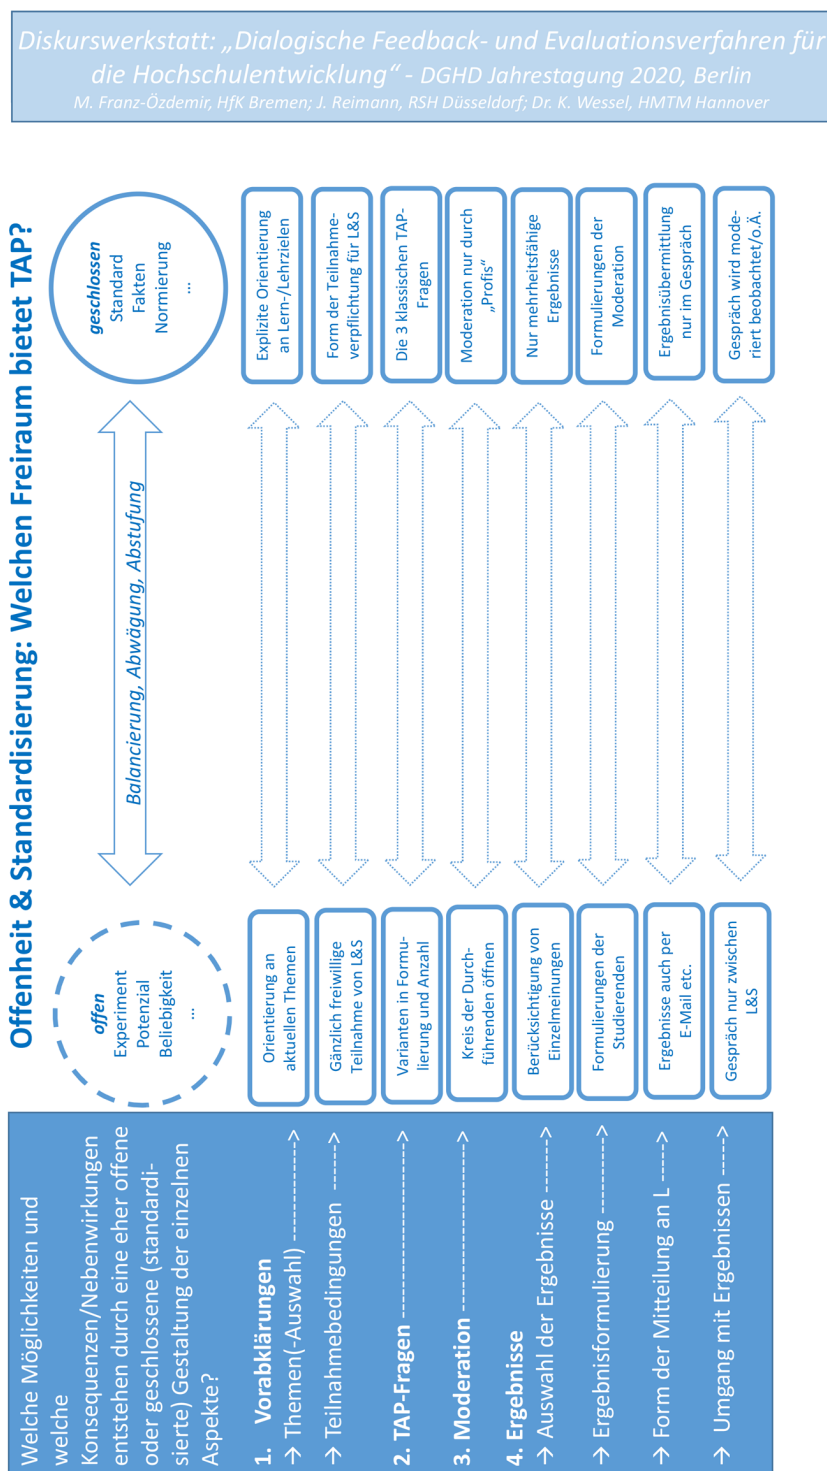 Diskurswerkstatt: „Dialogische Feedback- und Evaluationsverfahren für
die Hochschulentwicklung“ - DGHD Jahrestagung 2020, Berlin
M. Franz-Özdemir, HfK Bremen; J. Reimann, RSH Düsseldorf; Dr. K. Wessel, HMTM Hannover
Offenheit & Standardisierung: Welchen Freiraum bietet TAP?
Welche Möglichkeiten und
welche
Konsequenzen/Nebenwirkungen
entstehen durch eine eher offene
oder geschlossene (standardi-
sierte) Gestaltung der einzelnen
Aspekte?
offen
Experiment
Potenzial
Beliebigkeit
...
Balancierung, Abwägung, Abstufung
geschlossen
Standard
Fakten
Normierung
...
1. Vorabklärungen
→ Themen(-Auswahl) -------------->
Orientierung an
aktuellen Themen
Explizite Orientierung
an Lern-/Lehrzielen
→ Teilnahmebedingungen ------>
Gänzlich freiwillige
Teilnahme von L&S
Form der Teilnahme-
verpflichtung für L&S
2. TAP-Fragen --------------------->
Varianten in Formu-
lierung und Anzahl
Die 3 klassischen TAP-
Fragen
3. Moderation --------------------->
Kreis der Durch-
führenden öffnen
Moderation nur durch
„Profis“
4. Ergebnisse
→ Auswahl der Ergebnisse ------>
Berücksichtigung von
Einzelmeinungen
Nur mehrheitsfähige
Ergebnisse
→ Ergebnisformulierung ---------->
Formulierungen der
Studierenden
Formulierungen der
Moderation
→ Form der Mitteilung an L ----->
Ergebnisse auch per
E-Mail etc.
Ergebnisübermittlung
nur im Gespräch
→ Umgang mit Ergebnissen ------>
Gespräch nur zwischen
L&S
Gespräch wird mode-
riert beobachtet/o.Ä.